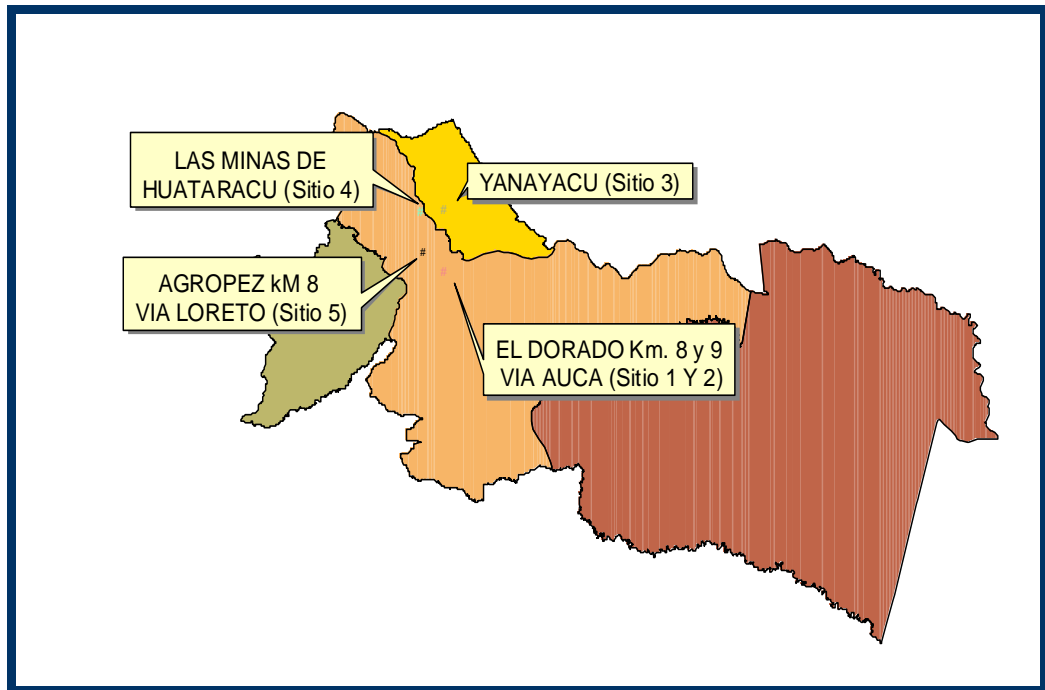 LAS MINAS DE
HUATARACU (Sitio 4)
YANAYACU (Sitio 3)
AGROPEZ kM 8
VIA LORETO (Sitio 5)
EL DORADO Km. 8 y 9
VIA AUCA (Sitio 1 Y 2)